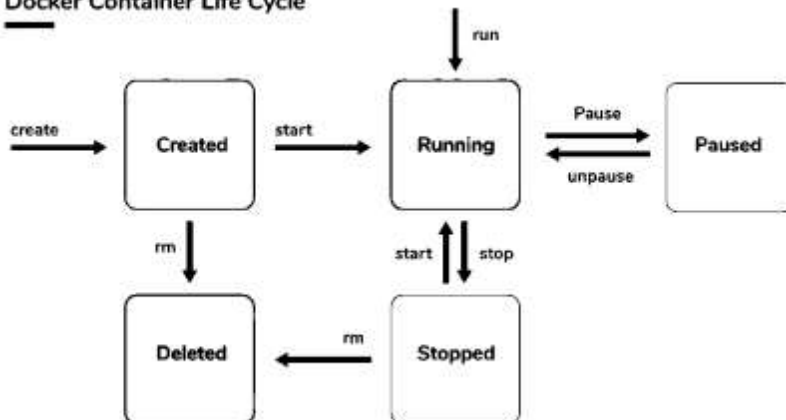 Docker Container Life Cycle
run
create
Created
start
Running
Pause
unpause
Paused
rm
start
stop
Deleted
rm
Stopped